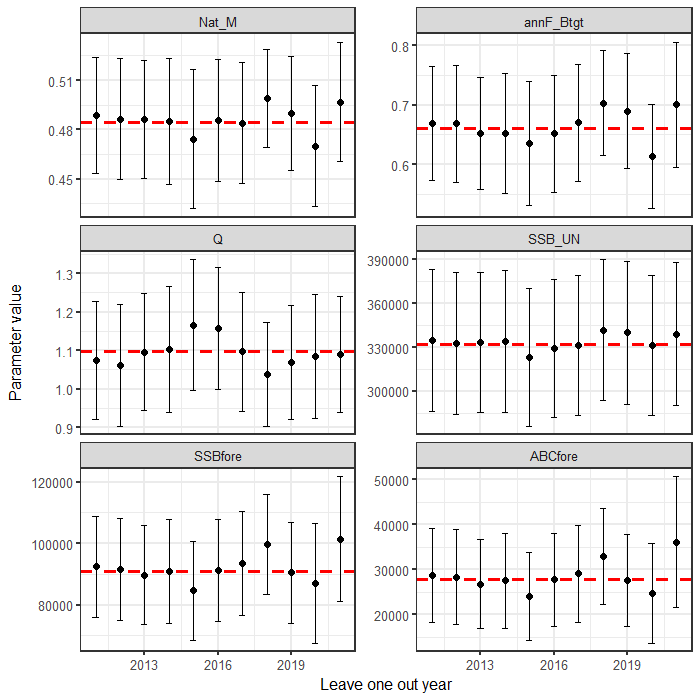 Nat_M
annF_Btgt
0.51
0.48
0.45
0.8
0.7
0.6
Q
SSB_UN
1.3
1.2
1.1
1.0
0.9
390000
360000
330000
300000
Parameter value
SSBfore
ABCfore
120000
100000
80000
50000
40000
30000
20000
2013 2016 2019
2013 2016 2019
Leave one out year